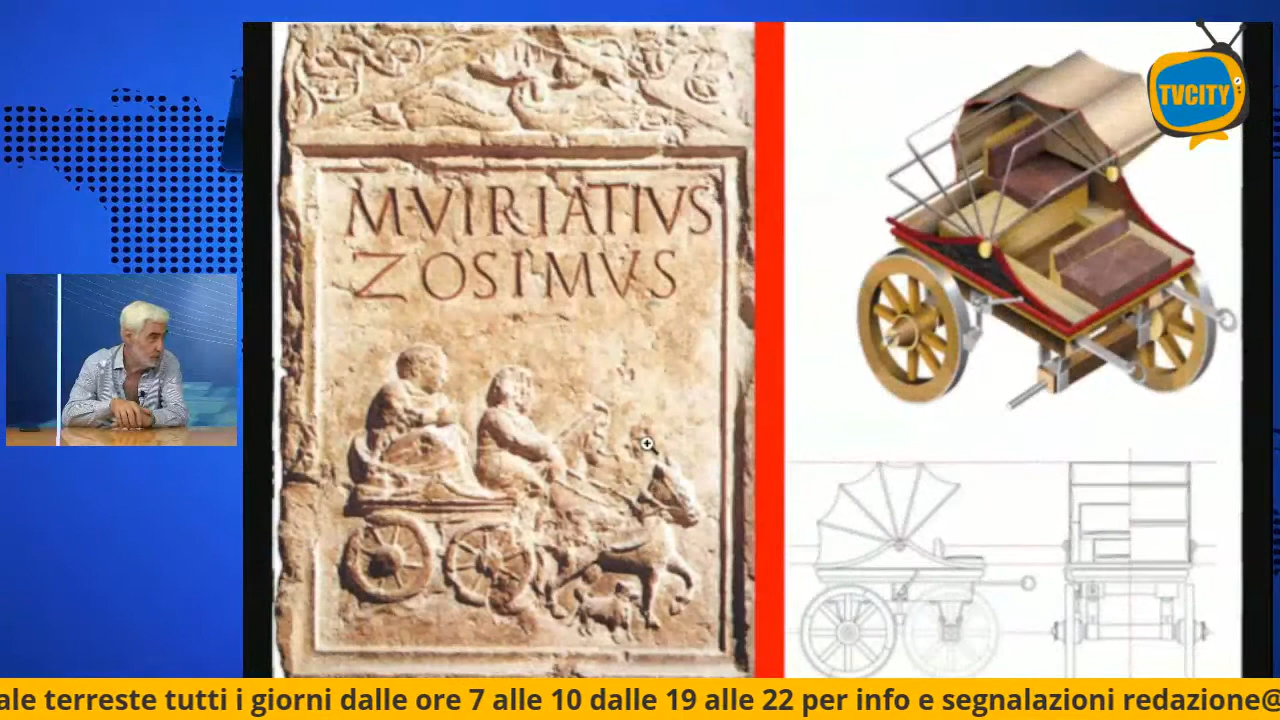 TVCITY
M·VIRIATIVS
ZOSIMVS
ale terreste tutti i giorni dalle ore 7 alle 10 dalle 19 alle 22 per info e segnalazioni redazione@